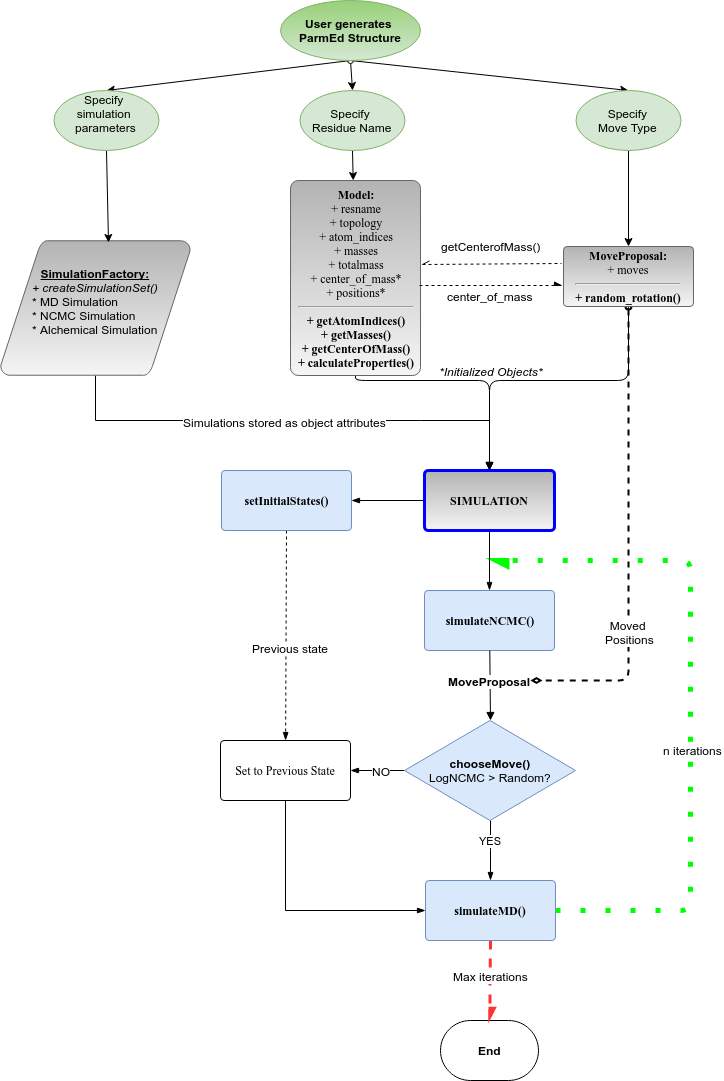 User generates
ParmEd Structure
Specify
simulation
parameters
Specify
Residue Name
Specify
Move Type
Model:
+ resname
+ topology
+ atom_indices
+ masses
+ totalmass
+ center_of_mass*
+ positions*
+ getAtomIndices()
+ getMasses()
+ getCenterOfMass()
+ calculateProperties()
getCenterofMass()
center_of_mass
MoveProposal:
+ moves
+ random_rotation()
SimulationFactory:
+ createSimulationSet()
* MD Simulation
* NCMC Simulation
* Alchemical Simulation
*Initialized Objects*
Simulations stored as object attributes
setInitialStates()
SIMULATION
simulateNCMC()
Moved
Positions
Previous state
MoveProposal
n iterations
Set to Previous State
NO
chooseMove()
LogNCMC > Random?
YES
simulateMD()
Max iterations
End